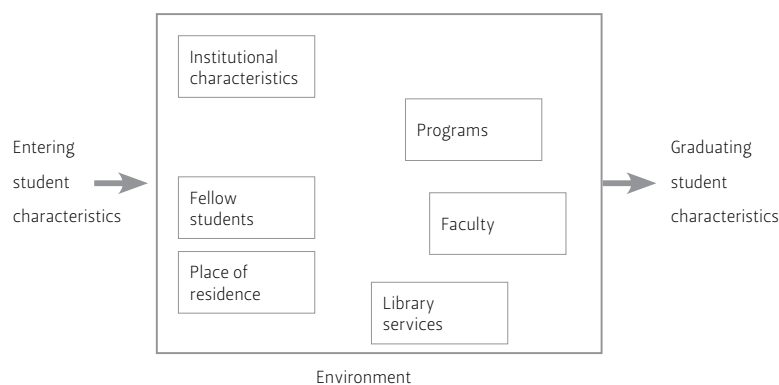 Institutional
characteristics
Programs
Entering
student
characteristics
Fellow
students
Place of
residence
Faculty
Library
services
Graduating
student
characteristics
Environment